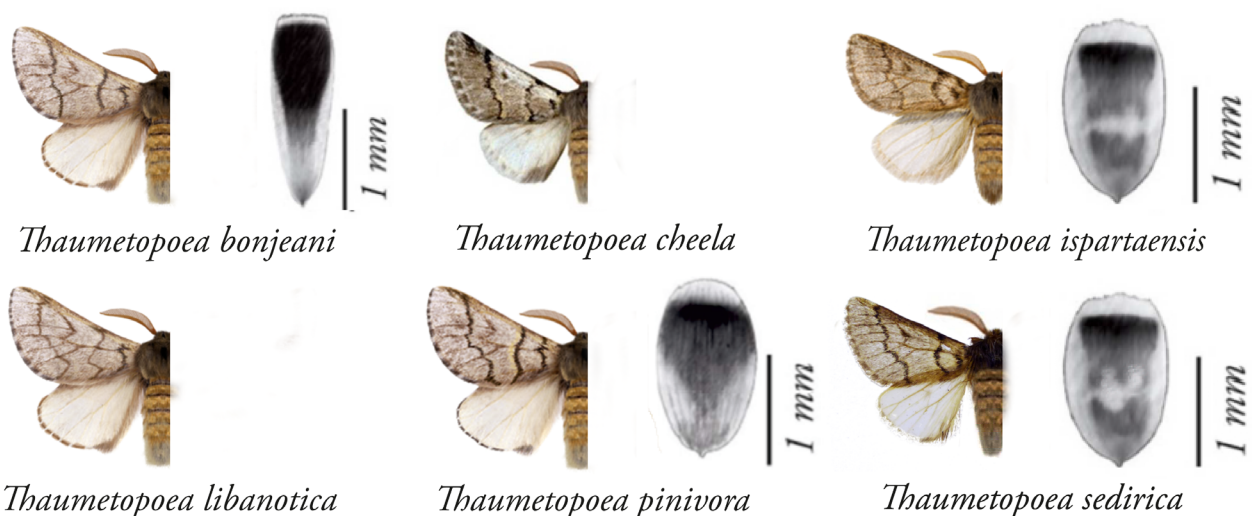 1 mm
1 mm
Thaumetopoea bonjeani
Thaumetopoea cheela
Thaumetopoea ispartaensis
1 mm
1 mm
Thaumetopoea libanotica
Thaumetopoea pinivora
Thaumetopoea sedirica